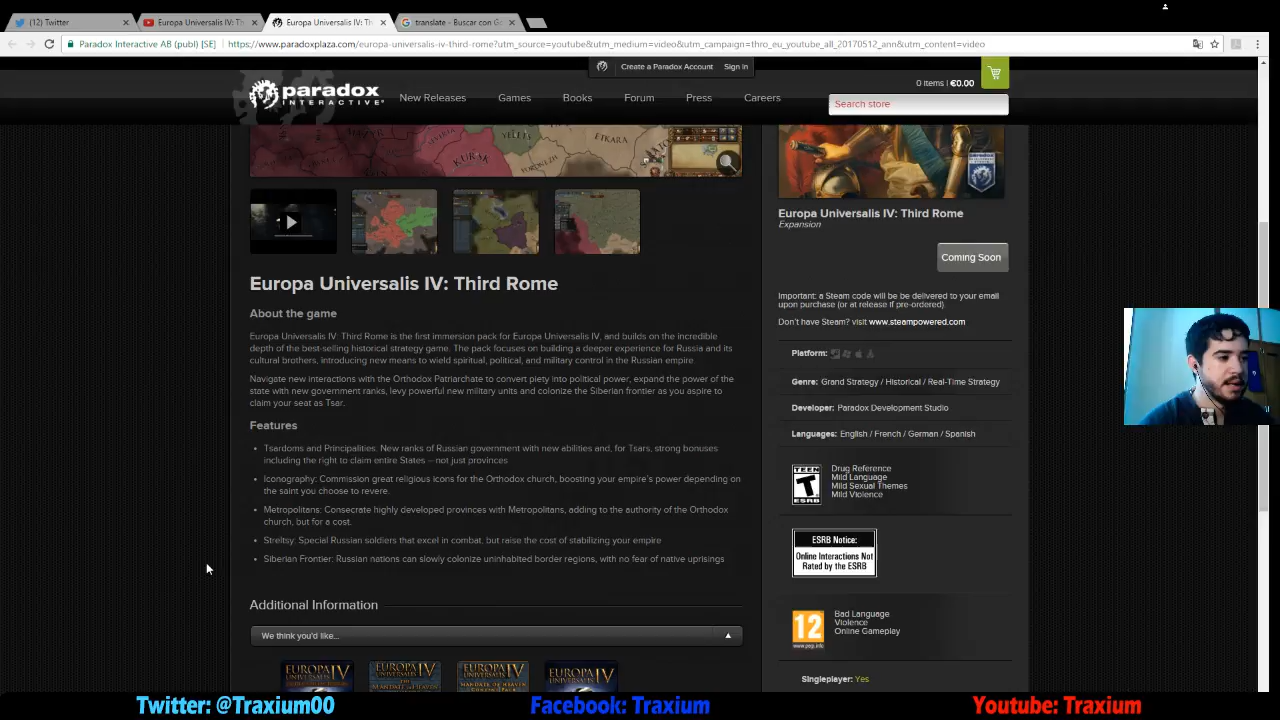 (12) Twitter
Europa Universalis IV: Th
Europa Universalis IV: Th
translate - Buscar con Go
Paradox Interactive AB (publ) [SE]
https://www.paradoxplaza.com/europa-universalis-iv-third-rome?utm_source=youtube&utm_medium=video&utm_campaign=thro_eu_youtube_all_20170512_ann&utm_content=video
Create a Paradox Account
Sign In
0 items | €0.00
paradox
INTERACTIVE
New Releases
Games
Books
Forum
Press
Careers
Search store
KURSK
YELETS
ETKARA
Europa Universalis IV: Third Rome
Expansion
Coming Soon
Important: a Steam code will be delivered to your email
upon purchase (or at release if pre-ordered).
Don't have Steam? visit www.steampowered.com
Platform:
Genre: Grand Strategy / Historical / Real-Time Strategy
Developer: Paradox Development Studio
Languages: English / French / German / Spanish
TEEN
T
ESRB
Drug Reference
Mild Language
Mild Sexual Themes
Mild Violence
ESRB Notice:
Online Interactions Not
Rated by the ESRB
12
www.pegi.info
Bad Language
Violence
Online Gameplay
Singleplayer: Yes
Europa Universalis IV: Third Rome
About the game
Europa Universalis IV: Third Rome is the first immersion pack for Europa Universalis IV, and builds on the incredible
depth of the best-selling historical strategy game. The pack focuses on building a deeper experience for Russia and its
cultural brothers, introducing new means to wield spiritual, political, and military control in the Russian empire.
Navigate new interactions with the Orthodox Patriarchate to convert piety into political power, expand the power of the
state with new government ranks, levy powerful new military units and colonize the Siberian frontier as you aspire to
claim your seat as Tsar.
Features
• Tsardoms and Principalities: New ranks of Russian government with new abilities and, for Tsars, strong bonuses
including the right to claim entire States – not just provinces
• Iconography: Commission great religious icons for the Orthodox church, boosting your empire's power depending on
the saint you choose to revere.
• Metropolitans: Consecrate highly developed provinces with Metropolitans, adding to the authority of the Orthodox
church, but for a cost.
• Streltsy: Special Russian soldiers that excel in combat, but raise the cost of stabilizing your empire
• Siberian Frontier: Russian nations can slowly colonize uninhabited border regions, with no fear of native uprisings
Additional Information
We think you'd like...
EUROPA IV
EUROPA IV
EUROPA IV
EUROPA IV
Twitter: @Traxium00
Facebook: Traxium
Youtube: Traxium